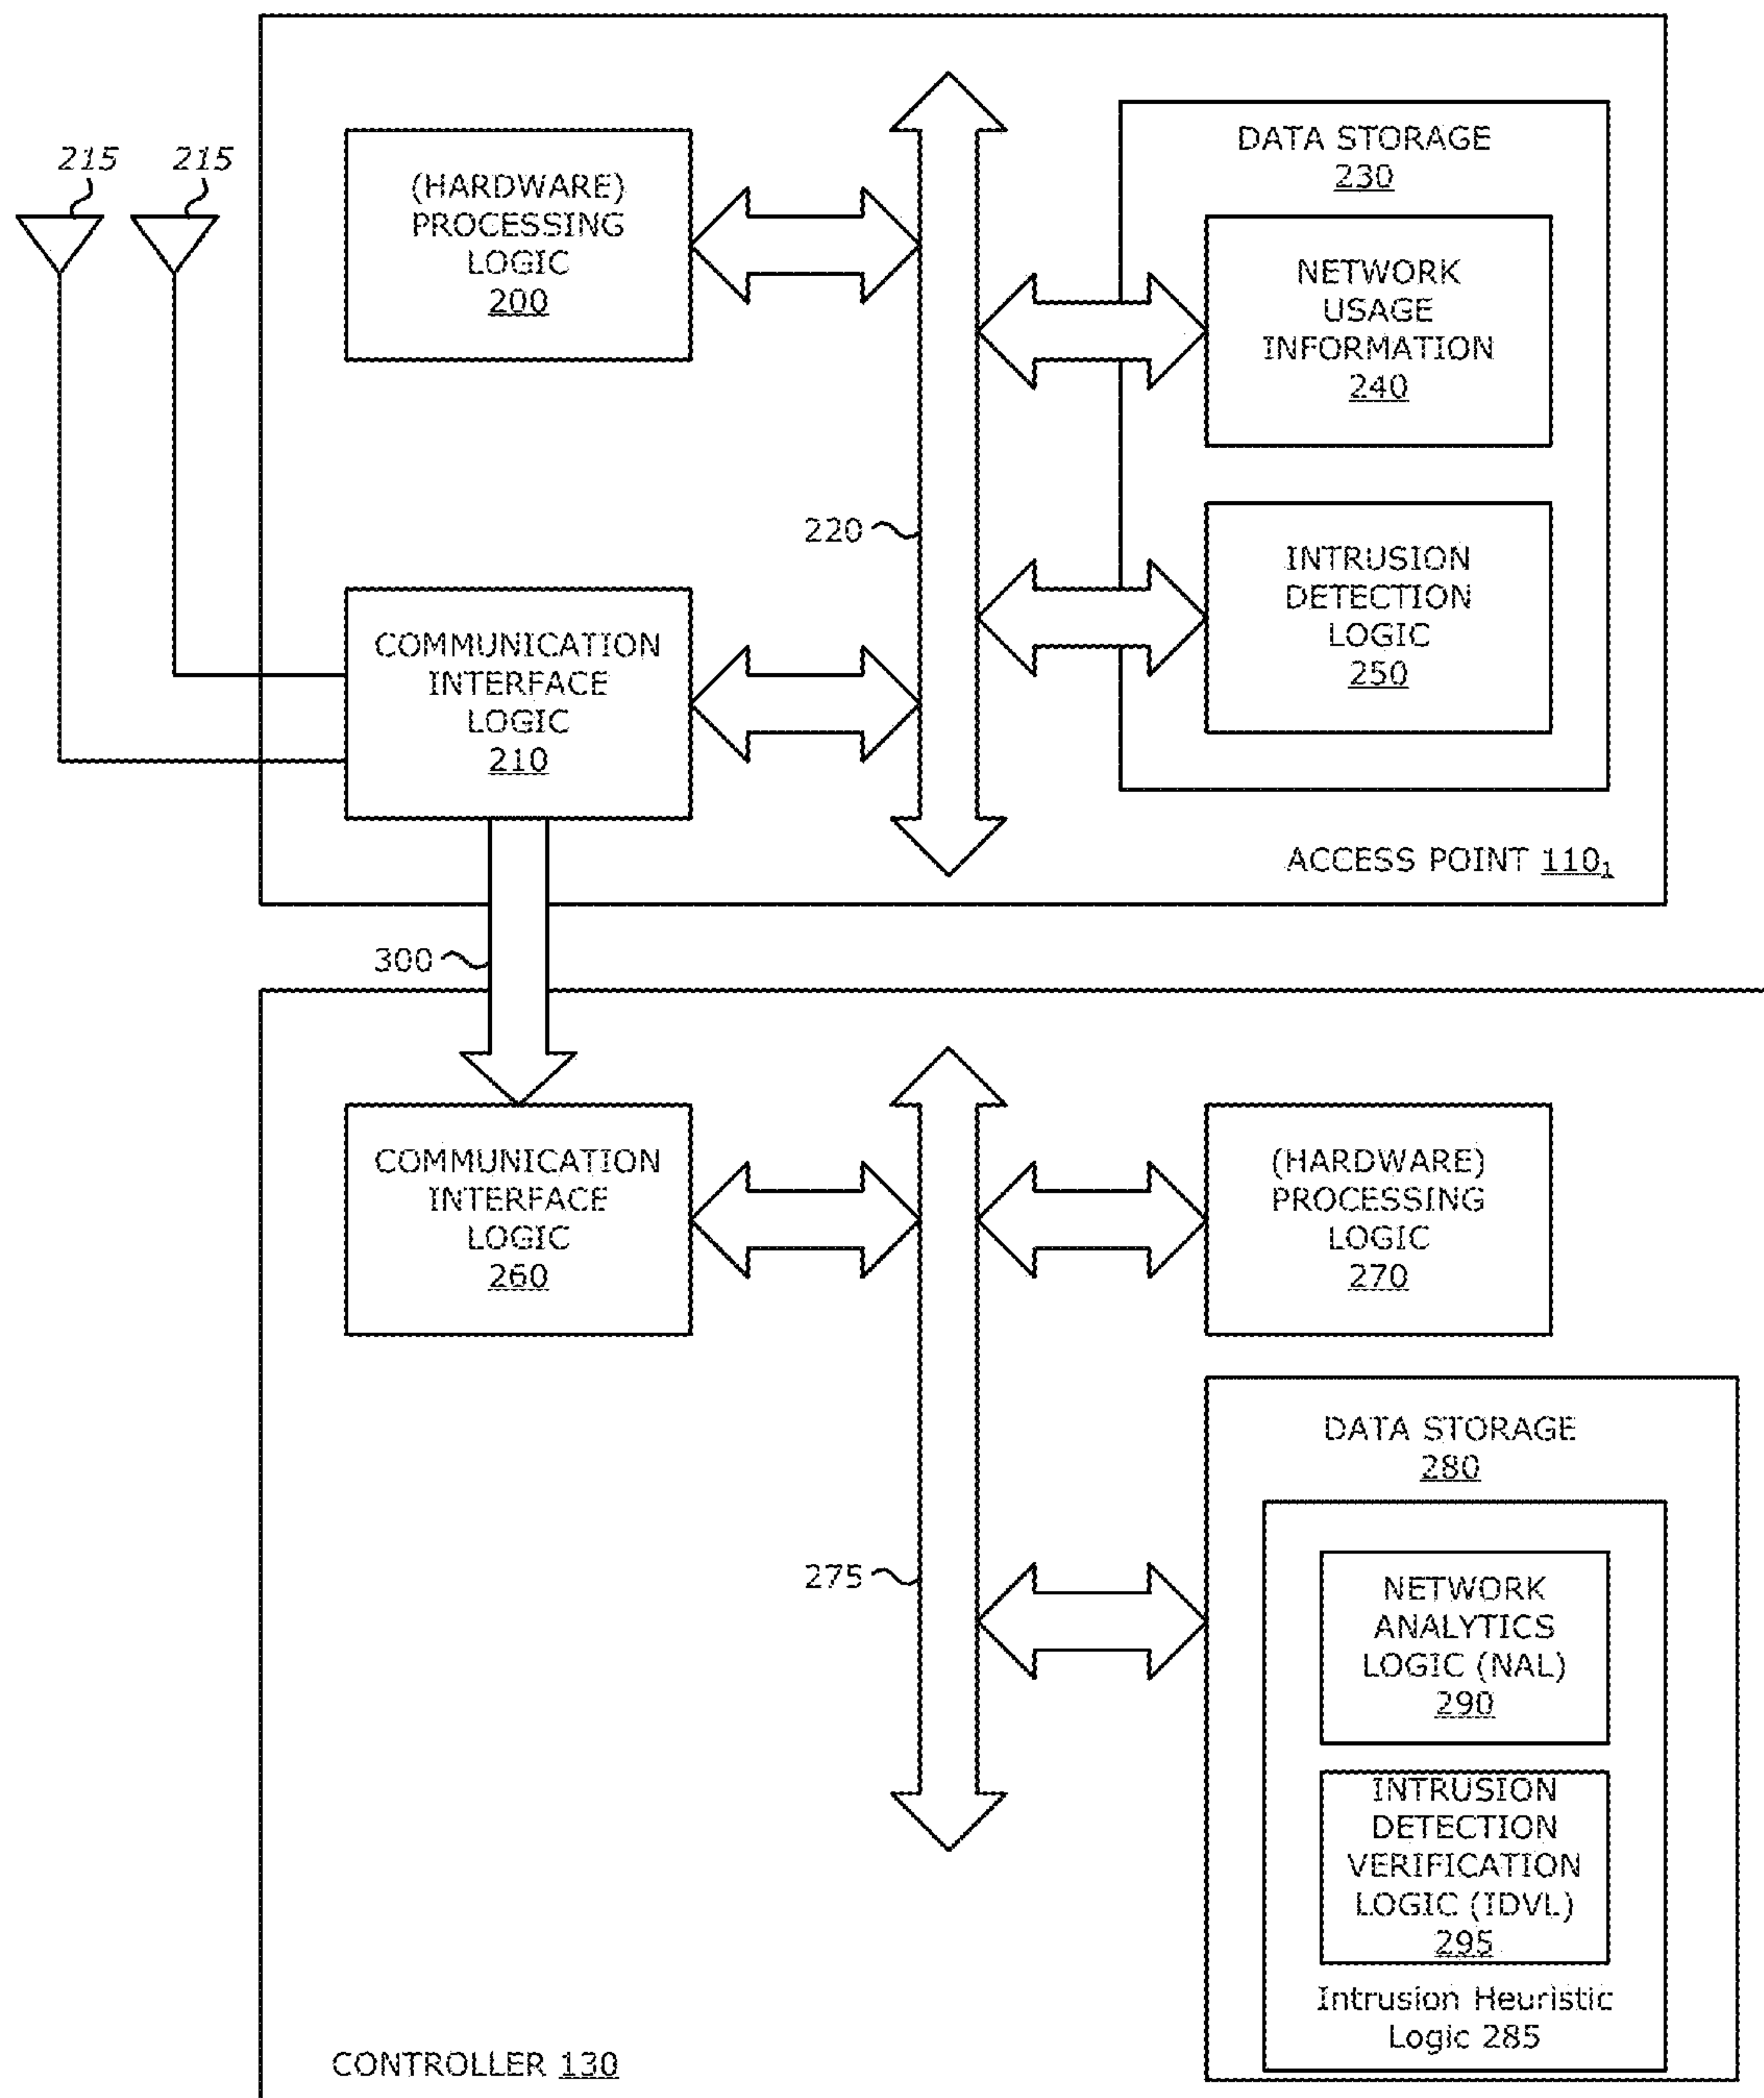 215 215
(HARDWARE)
PROCESSING
LOGIC
200
DATA STORAGE
230
NETWORK
USAGE
INFORMATION
240
220
INTRUSION
DETECTION
LOGIC
250
COMMUNICATION
INTERFACE
LOGIC
210
ACCESS POINT 110₁
300
COMMUNICATION
INTERFACE
LOGIC
260
(HARDWARE)
PROCESSING
LOGIC
270
275
DATA STORAGE
280
NETWORK
ANALYTICS
LOGIC (NAL)
290
INTRUSION
DETECTION
VERIFICATION
LOGIC (IDVL)
295
Intrusion Heuristic
Logic 285
CONTROLLER 130